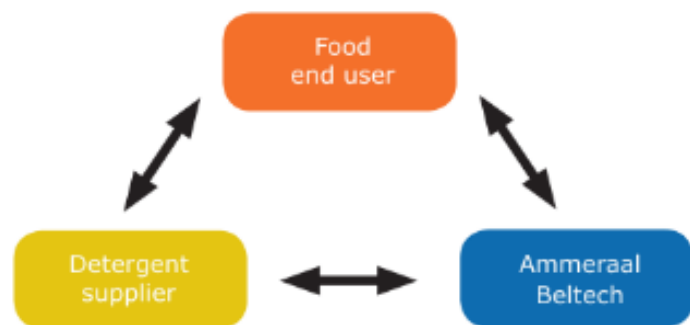 Food
end user
Detergent
supplier
Ammeraal
Beltech